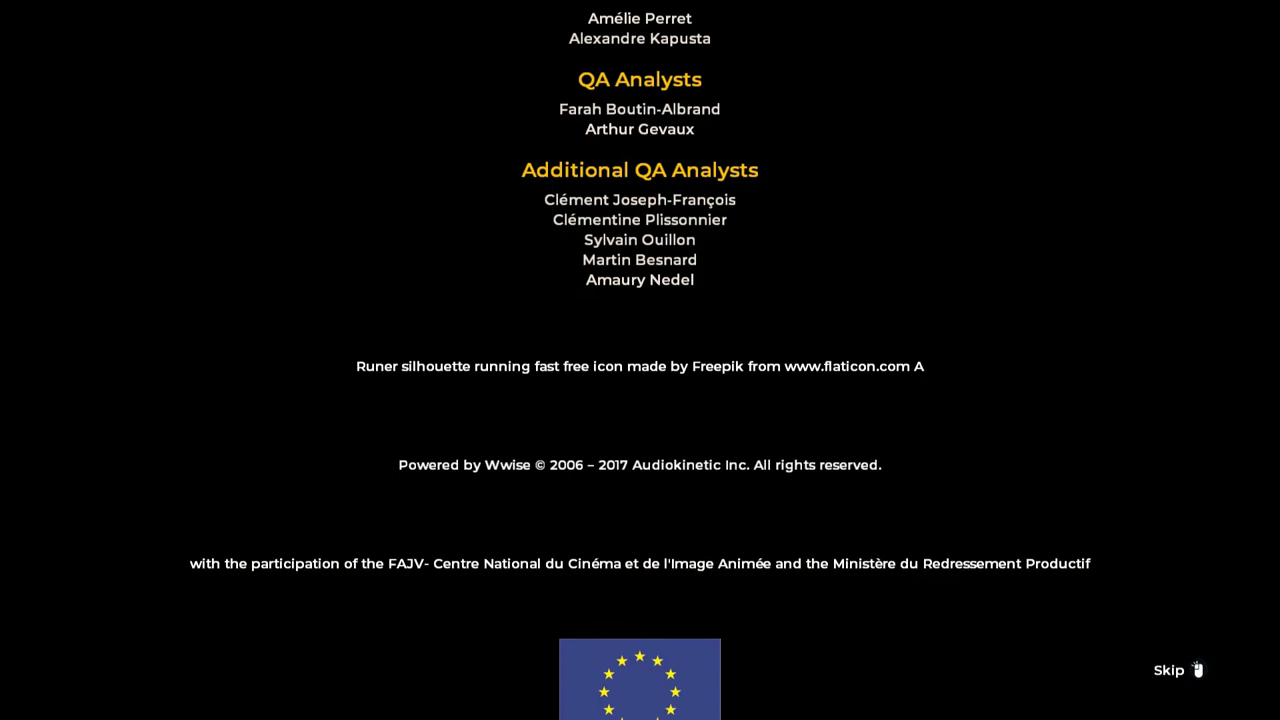 Amélie Perret
Alexandre Kapusta
QA Analysts
Farah Boutin-Albrand
Arthur Gevaux
Additional QA Analysts
Clément Joseph-François
Clémentine Plissonnier
Sylvain Ouillon
Martin Besnard
Amaury Nedel
Runer silhouette running fast free icon made by Freepik from www.flaticon.com A
Powered by Wwise © 2006 – 2017 Audiokinetic Inc. All rights reserved.
with the participation of the FAJV- Centre National du Cinéma et de l'Image Animée and the Ministère du Redressement Productif
Skip